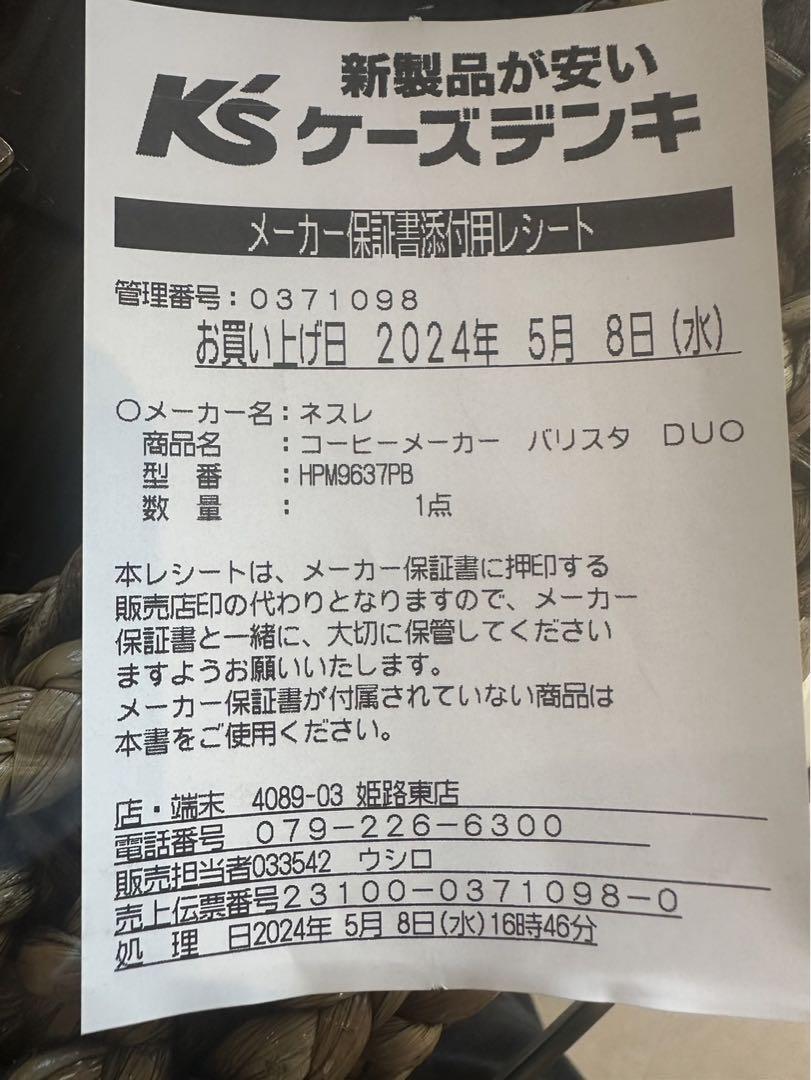 新製品が安い
K's ケーズデンキ
メーカー保証書添付用レシート
管理番号：0371098
お買い上げ日 2024年 5月 8日(水)
○メーカー名：ネスレ
商品名 ：コーヒーメーカー バリスタ DUO
型 番 ：HPM9637PB
数 量 ： 1点
本レシートは、メーカー保証書に押印する
販売店印の代わりとなりますので、メーカー
保証書と一緒に、大切に保管してください
ますようお願いいたします。
メーカー保証書が付属されていない商品は
本書をご使用ください。
店・端末 4089-03 姫路東店
電話番号 079-226-6300
販売担当者033542 ウシロ
売上伝票番号23100-0371098-0
処 理 日2024年 5月 8日(水)16時46分